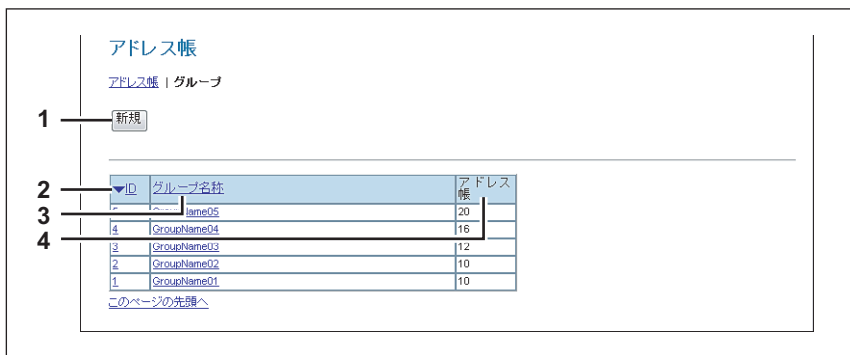 アドレス帳
アドレス帳 | グループ
1
新規
2
▼ID グループ名称 アドレス帳
3
5 GroupName05 20
4
4 GroupName04 16
3 GroupName03 12
2 GroupName02 10
1 GroupName01 10
このページの先頭へ